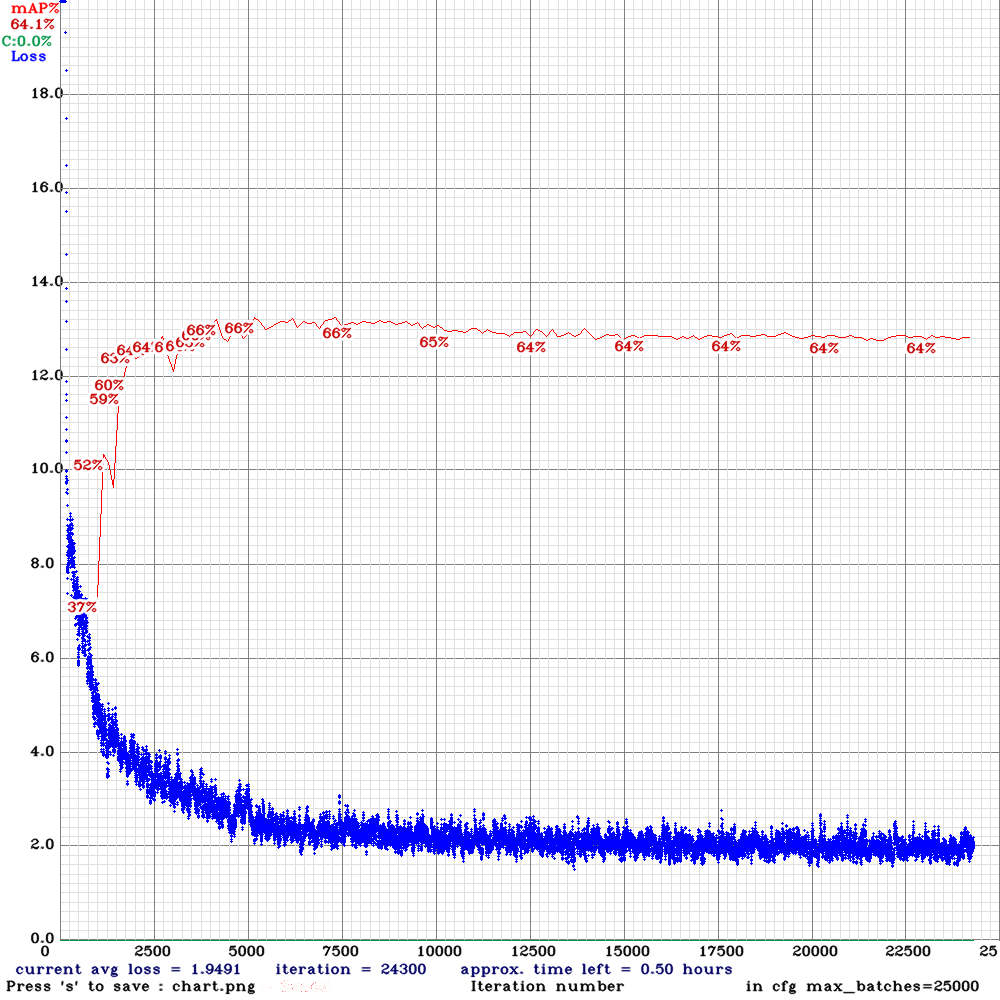 mAP%
64.1%
C:0.0%
Loss
18.0
16.0
14.0
66% 66% 66%
65% 64% 64% 64% 64% 64%
64%
12.0
60%
59%
10.0 52%
8.0
37%
6.0
4.0
2.0
0.0
0 2500 5000 7500 10000 12500 15000 17500 20000 22500 25
current avg loss = 1.9491 iteration = 24300 approx. time left = 0.50 hours
Press 's' to save : chart.png Iteration number in cfg max_batches=25000